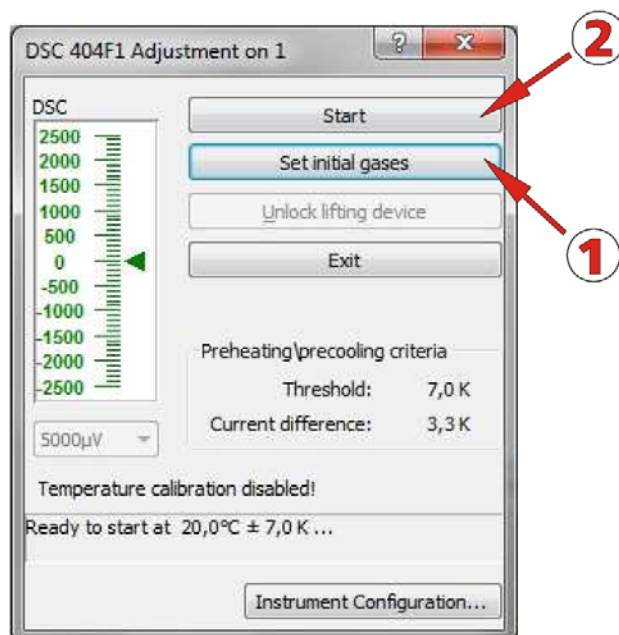 DSC 404F1 Adjustment on 1
?
2
DSC
2500
2000
1500
1000
500
0
-500
-1000
-1500
-2000
-2500
Start
Set initial gases
Unlock lifting device
Exit
1
Preheating\precooling criteria
Threshold: 7,0 K
Current difference: 3,3 K
5000µV
Temperature calibration disabled!
Ready to start at 20,0°C ± 7,0 K ...
Instrument Configuration...